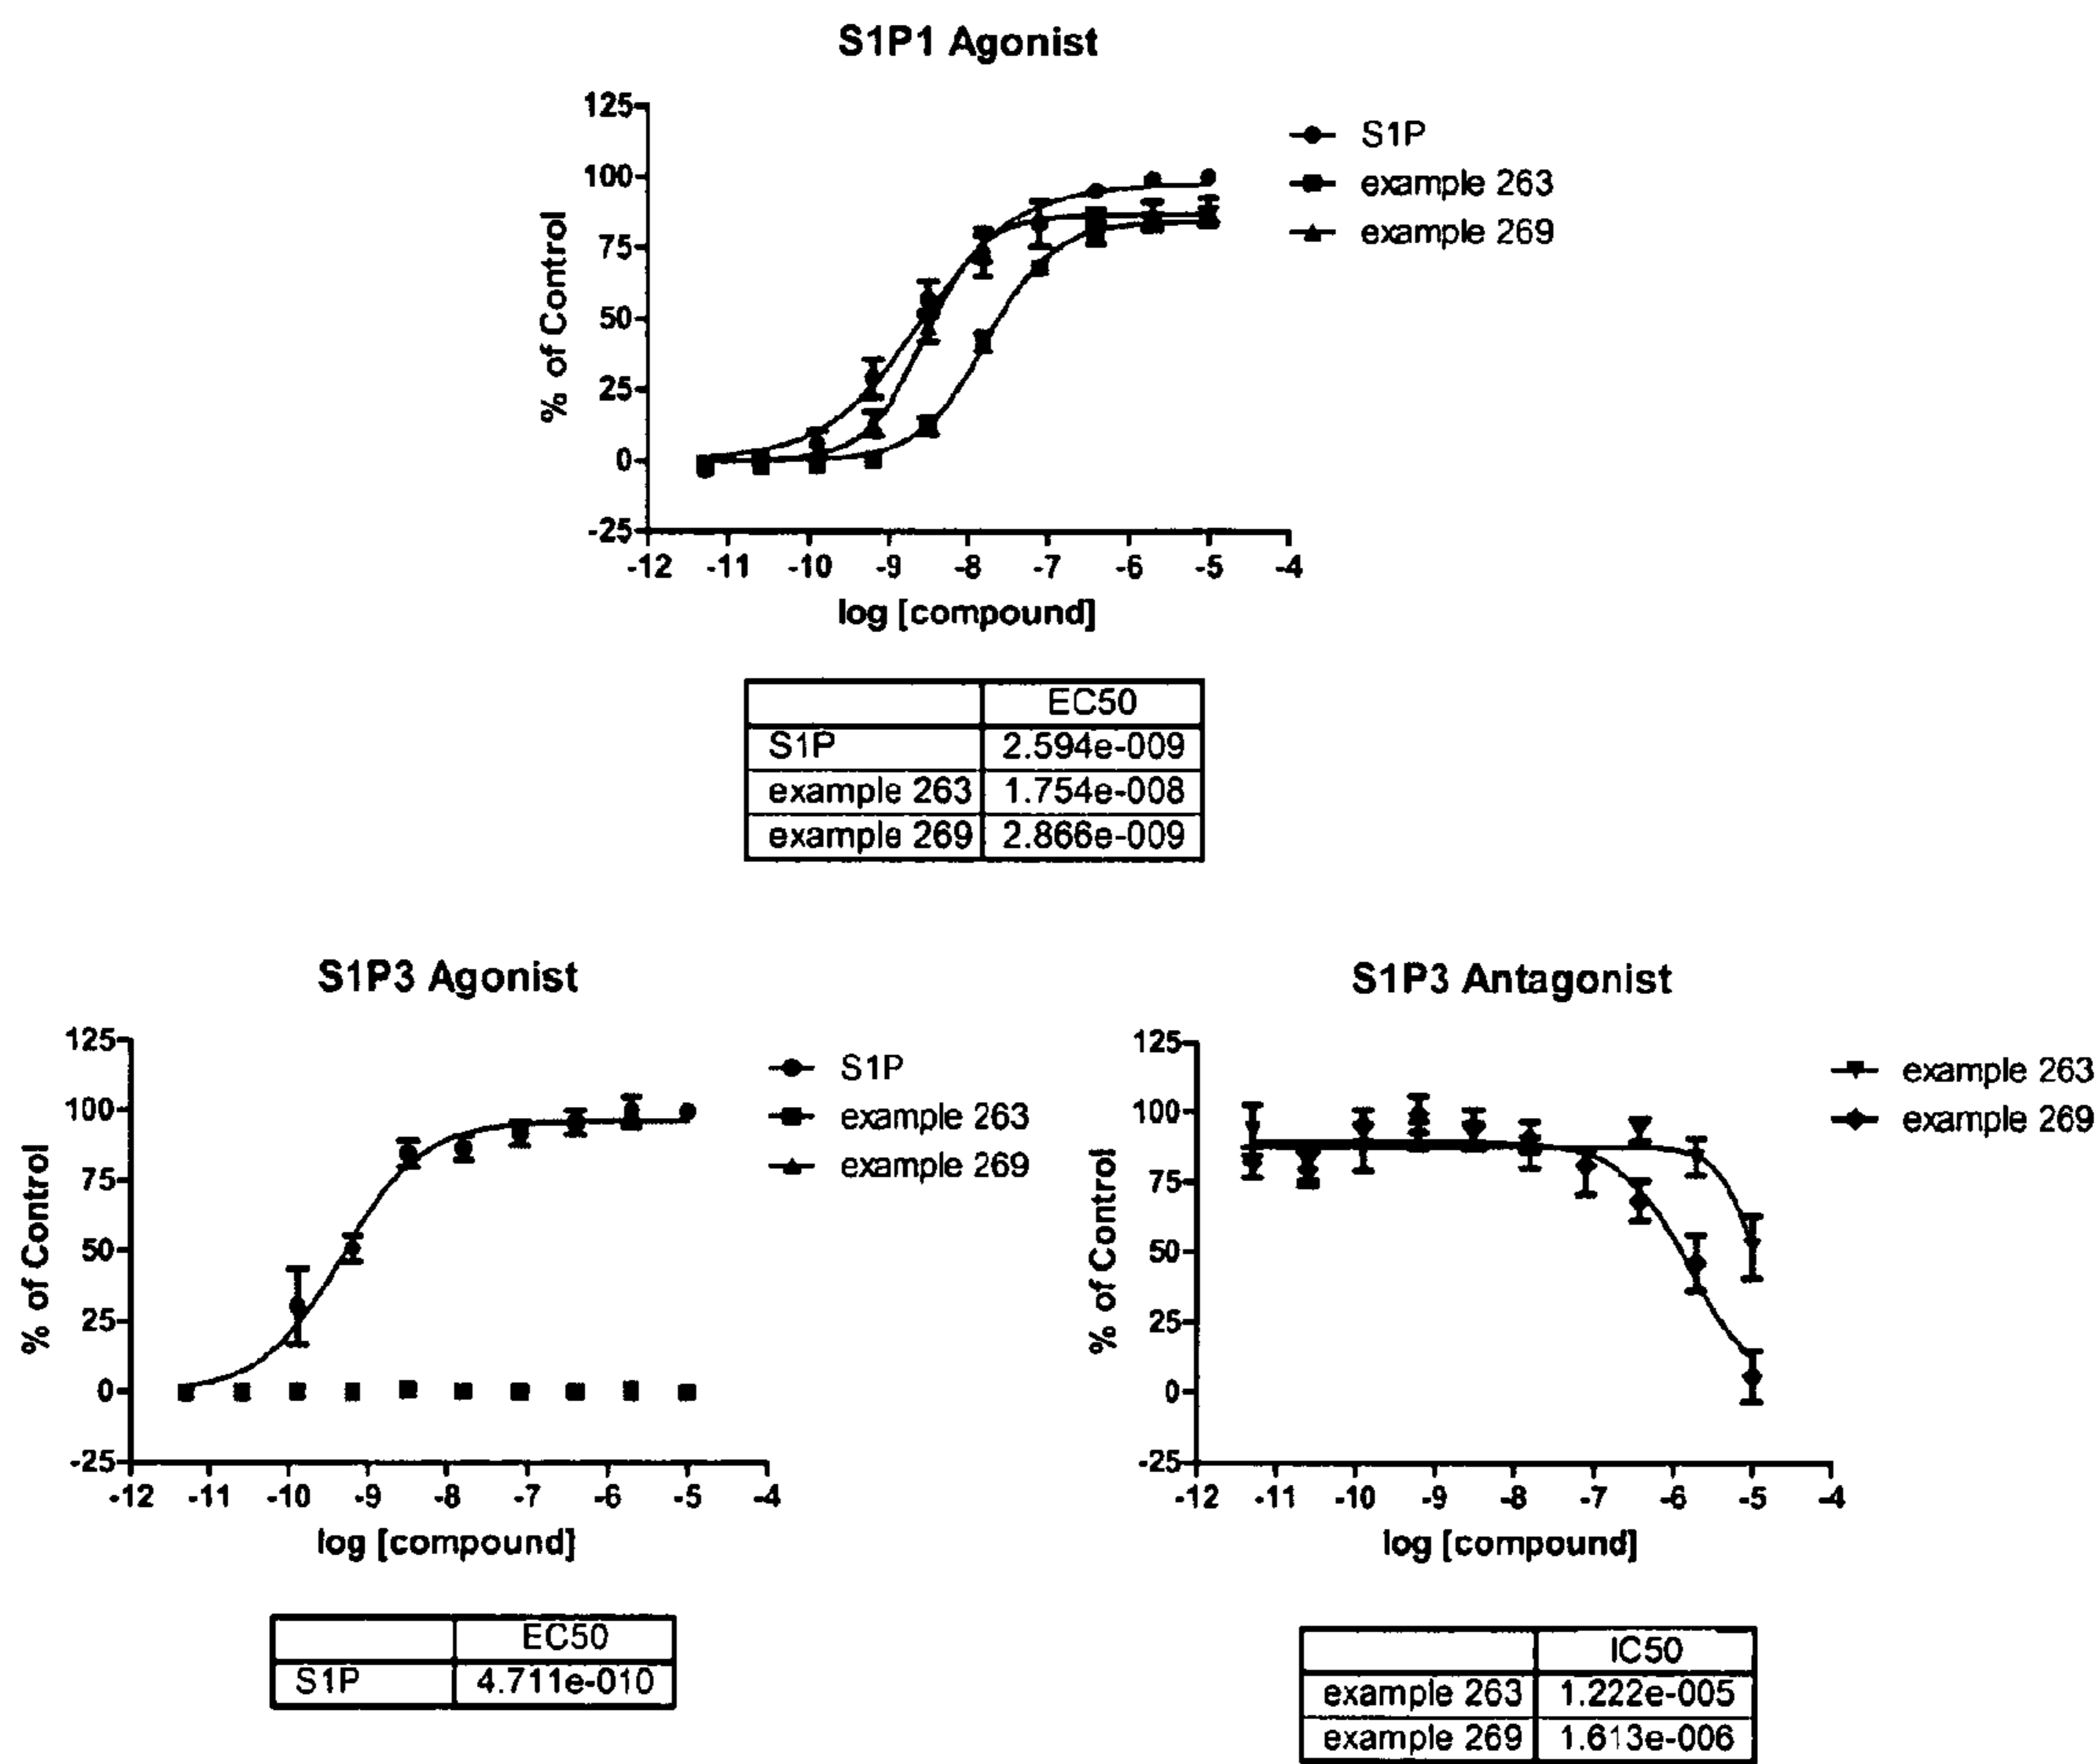 S1P1 Agonist
125
100
75
50
25
0
-25
% of Control
-12 -11 -10 -9 -8 -7 -6 -5 -4
log [compound]
S1P
example 263
example 269
EC50
S1P 2.594e-009
example 263 1.754e-008
example 269 2.866e-009
S1P3 Agonist
125
100
75
50
25
0
-25
% of Control
-12 -11 -10 -9 -8 -7 -6 -5 -4
log [compound]
S1P
example 263
example 269
EC50
S1P 4.711e-010
S1P3 Antagonist
125
100
75
50
25
0
-25
% of Control
-12 -11 -10 -9 -8 -7 -6 -5 -4
log [compound]
example 263
example 269
IC50
example 263 1.222e-005
example 269 1.613e-006